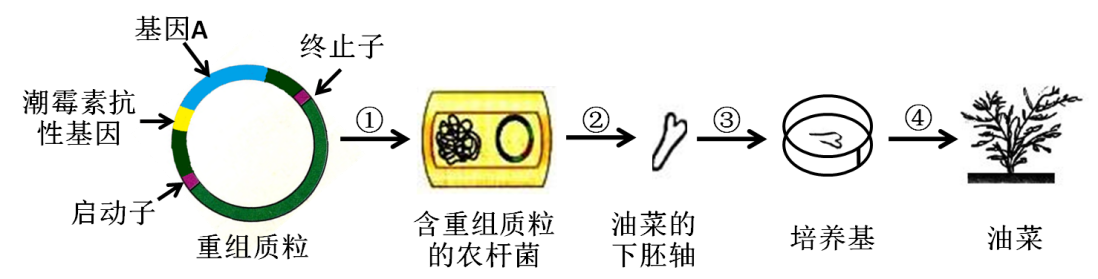 基因A
终止子
潮霉素抗
性基因
启动子
重组质粒
①
含重组质粒
的农杆菌
②
油菜的
下胚轴
③
培养基
④
油菜